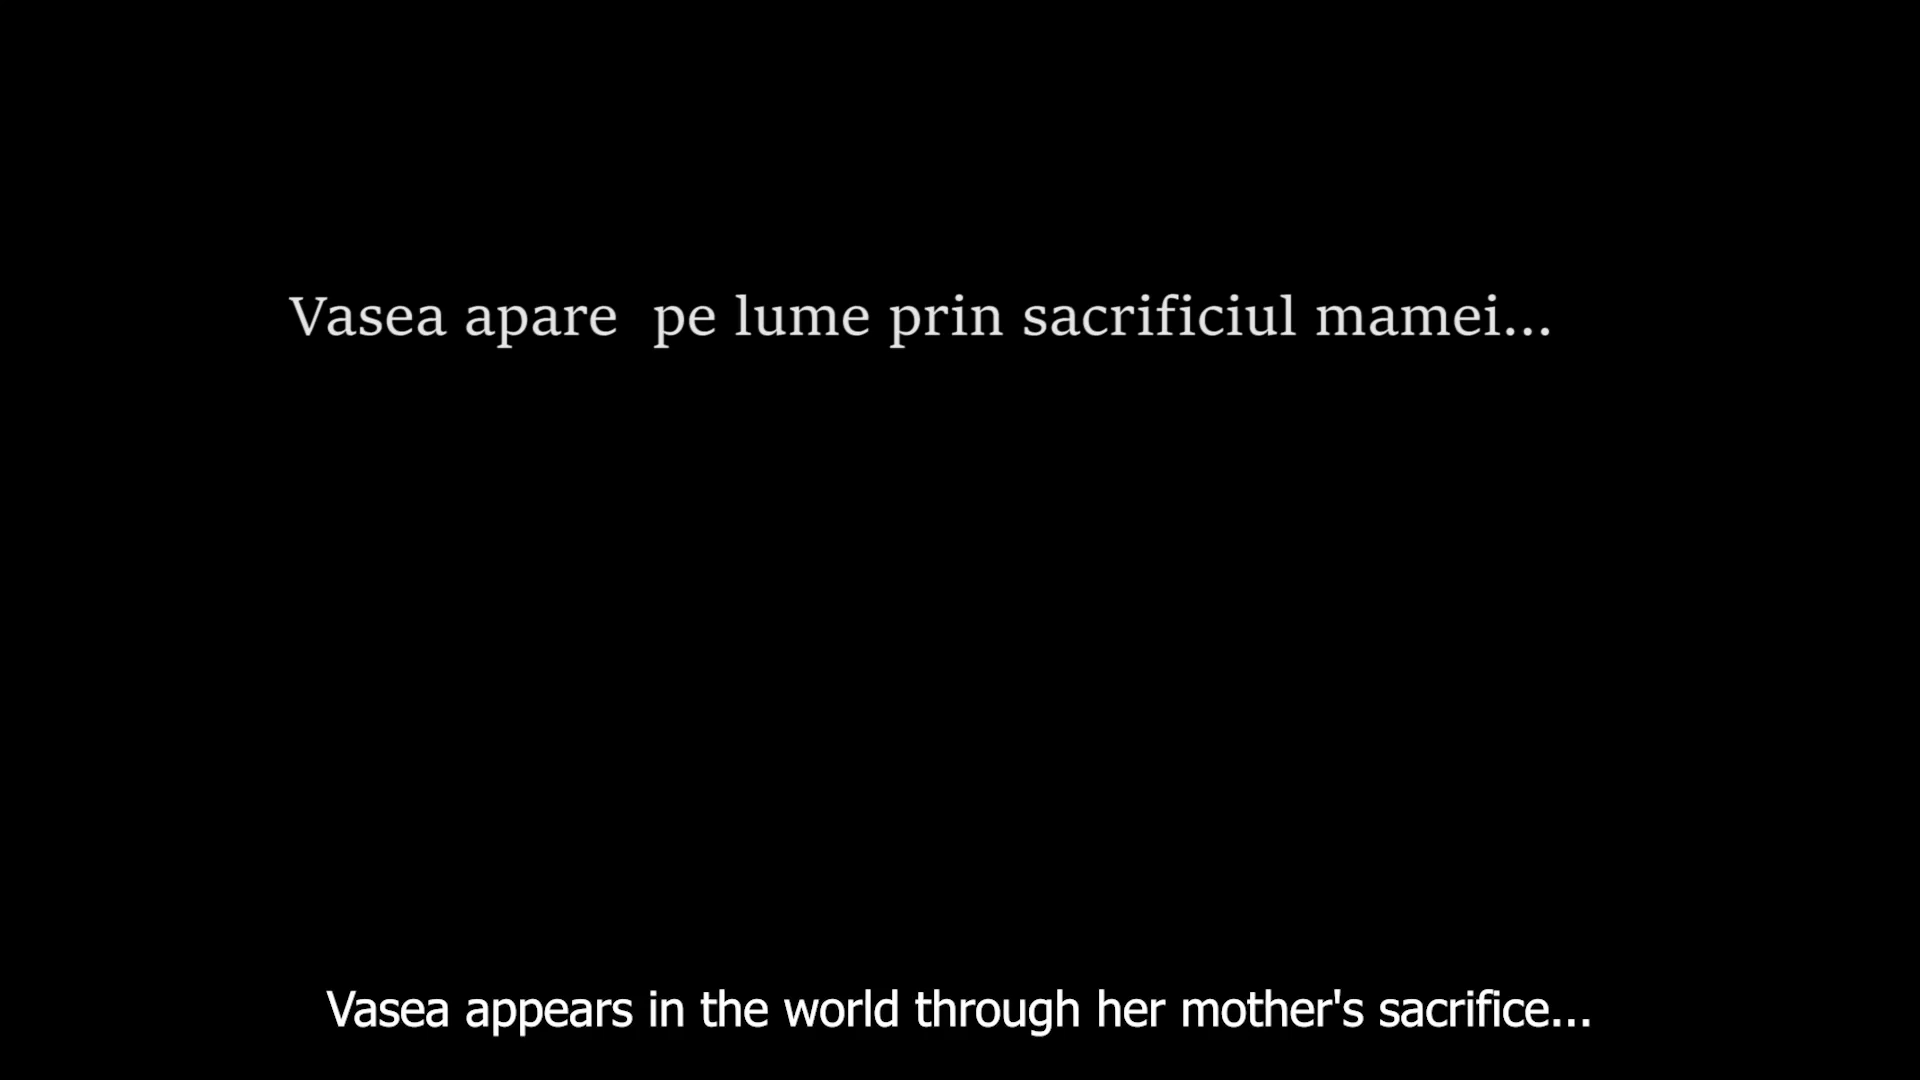 Vasea apare  pe lume prin sacrificiul mamei...
Vasea appears in the world through her mother's sacrifice...